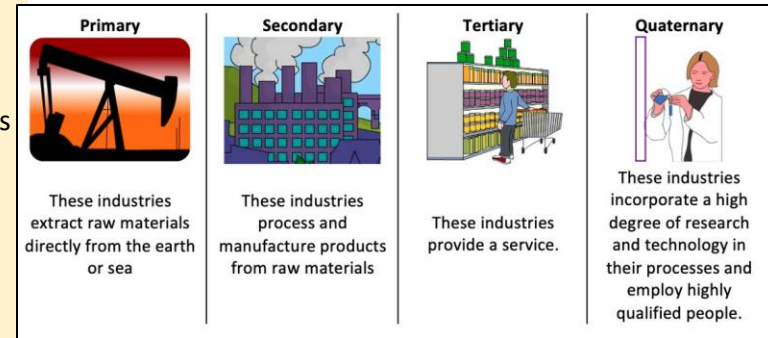 s
Primary
These industries
extract raw materials
directly from the earth
or sea
Secondary
These industries
process and
manufacture products
from raw materials
Tertiary
These industries
provide a service.
Quaternary
These industries
incorporate a high
degree of research
and technology in
their processes and
employ highly
qualified people.